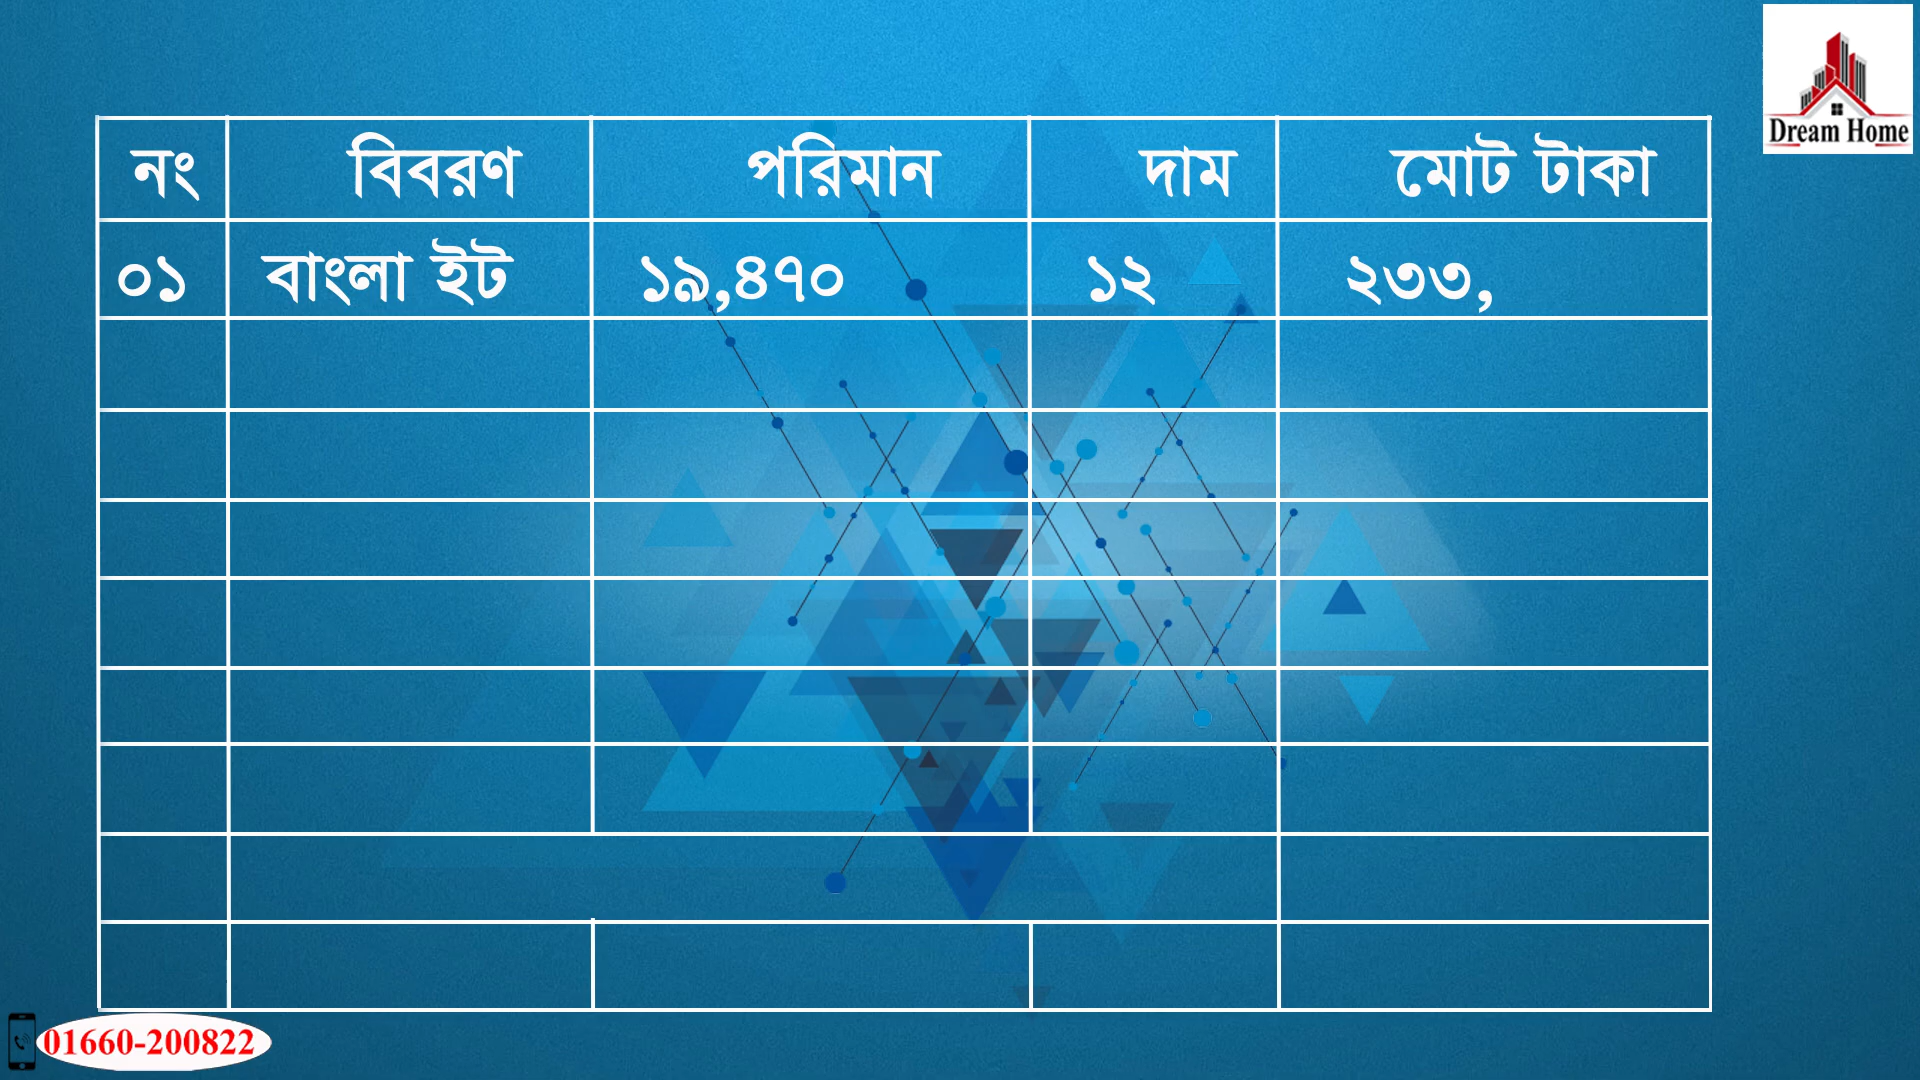 Dream Home
নং বিবরণ পরিমান দাম মোট টাকা
০১ বাংলা ইট ১৯,৪৭০ ১২ ২৩৩,
01660-200822